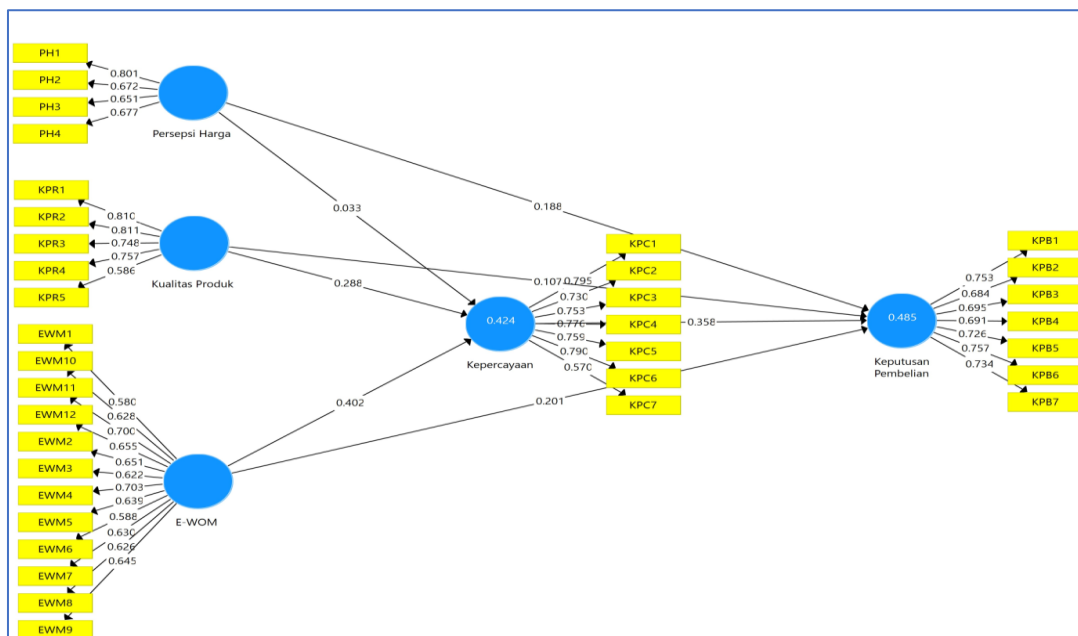 PH1
PH2
PH3
PH4
0.801
0.672
0.651
0.677
Persepsi Harga
KPR1
KPR2
KPR3
KPR4
KPR5
0.810
0.811
0.748
0.757
0.586
Kualitas Produk
EWM1
EWM10
EWM11
EWM12
EWM2
EWM3
EWM4
EWM5
EWM6
EWM7
EWM8
EWM9
0.580
0.628
0.700
0.655
0.651
0.622
0.703
0.639
0.588
0.630
0.626
0.645
E-WOM
0.033
0.288
0.402
0.188
0.107
0.358
0.201
0.424
Kepercayaan
0.795
0.730
0.753
0.776
0.759
0.790
0.570
KPC1
KPC2
KPC3
KPC4
KPC5
KPC6
KPC7
0.485
Keputusan
Pembelian
0.753
0.684
0.695
0.691
0.726
0.757
0.734
KPB1
KPB2
KPB3
KPB4
KPB5
KPB6
KPB7